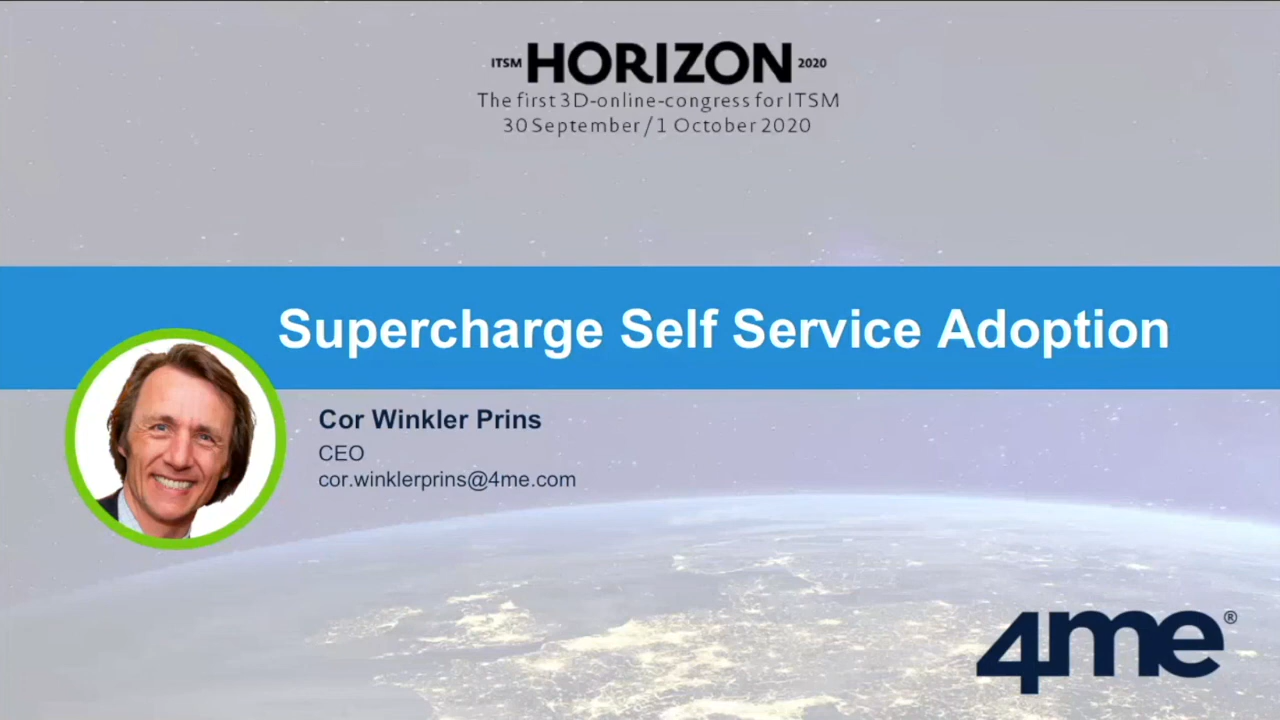 ITSM HORIZON 2020
The first 3D-online-congress for ITSM
30 September/1 October 2020
Supercharge Self Service Adoption
Cor Winkler Prins
CEO
cor.winklerprins@4me.com
4me®